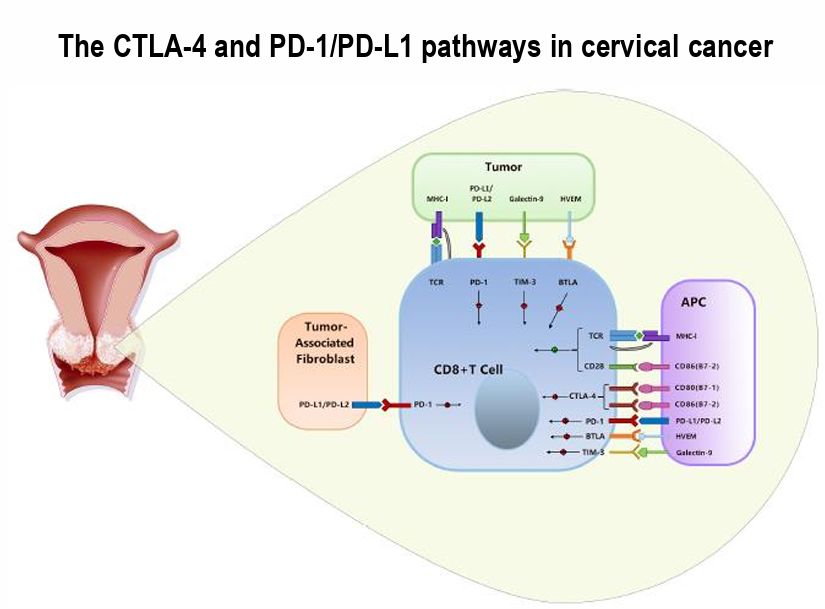 The CTLA-4 and PD-1/PD-L1 pathways in cervical cancer
Tumor
MHC-I
PD-L1/
PD-L2
Galectin-9
HVEM
TCR
PD-1
TIM-3
BTLA
Tumor-
Associated
Fibroblast
PD-L1/PD-L2
PD-1
CD8+T Cell
APC
TCR
MHC-I
CD28
CD86(B7-2)
CTLA-4
CD80(B7-1)
CD86(B7-2)
PD-1
PD-L1/PD-L2
BTLA
HVEM
TIM-3
Galectin-9